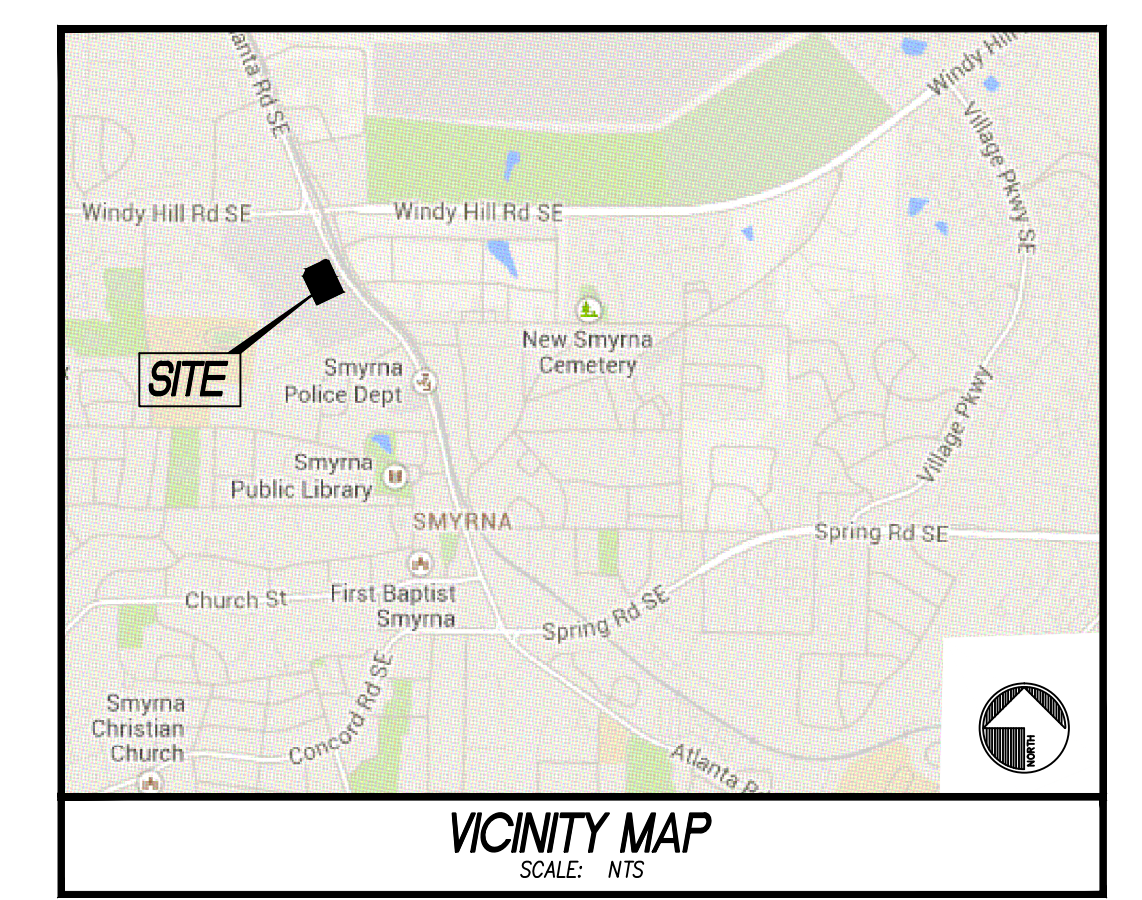 anta Rd SE
Windy Hill
Village Pkwy SE
Windy Hill Rd SE
Windy Hill Rd SE
New Smyrna
Cemetery
SITE
Smyrna
Police Dept
Village Pkwy
Smyrna
Public Library
SMYRNA
Spring Rd SE
First Baptist
Smyrna
Church St
Spring Rd SE
Concord Rd SE
Smyrna
Christian
Church
Atlanta R
NORTH
VICINITY MAP
SCALE: NTS